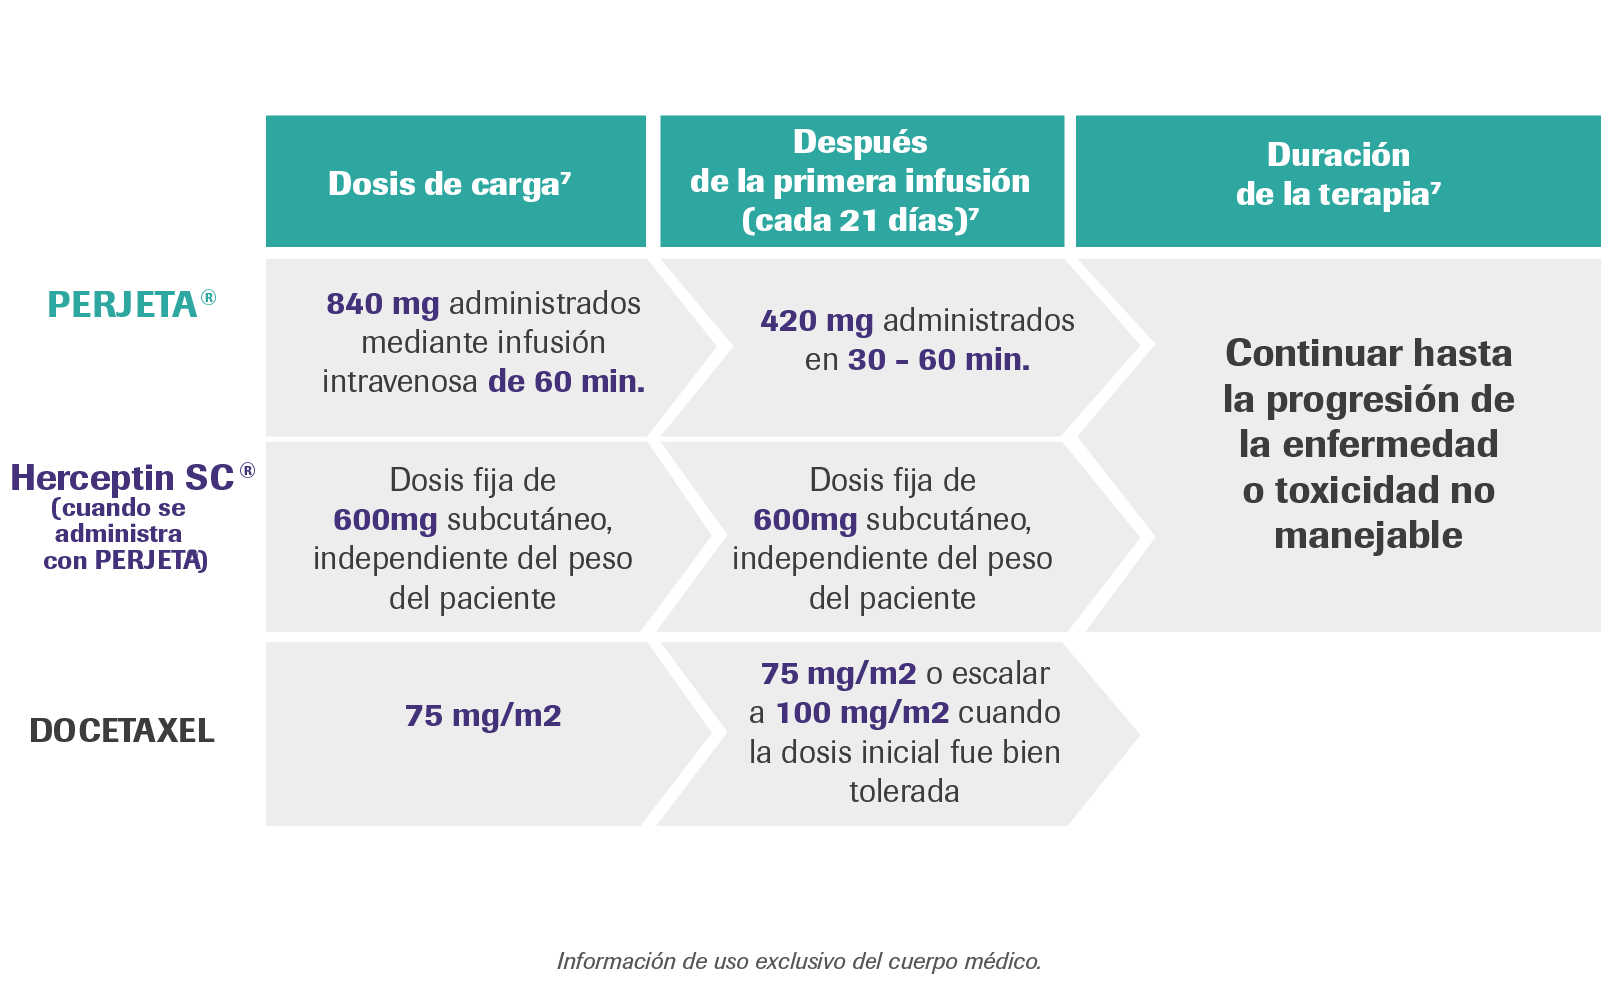 Dosis de carga⁷
Después
de la primera infusión
(cada 21 días)⁷
Duración
de la terapia⁷
PERJETA®
840 mg administrados
mediante infusión
intravenosa de 60 min.
420 mg administrados
en 30 – 60 min.
Continuar hasta
la progresión de
la enfermedad
o toxicidad no
manejable
Herceptin SC®
(cuando se
administra
con PERJETA)
Dosis fija de
600mg subcutáneo,
independiente del peso
del paciente
Dosis fija de
600mg subcutáneo,
independiente del peso
del paciente
DOCETAXEL
75 mg/m2
75 mg/m2 o escalar
a 100 mg/m2 cuando
la dosis inicial fue bien
tolerada
Información de uso exclusivo del cuerpo médico.